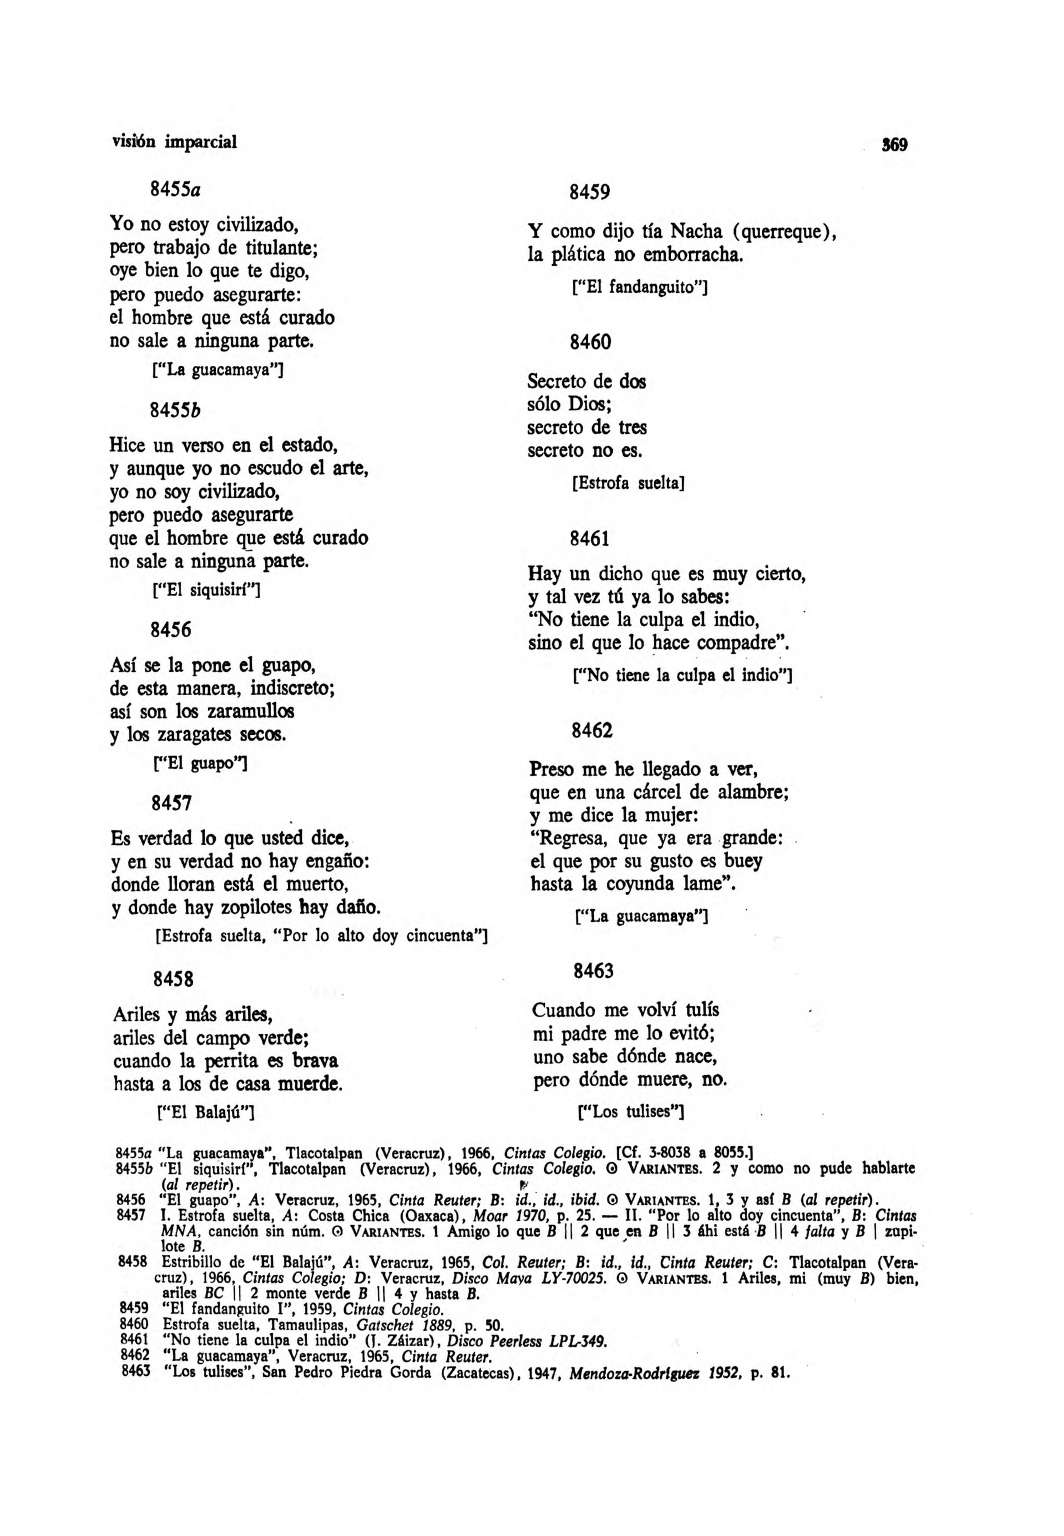 visión imparcial
369
8455a
Yo no estoy civilizado,
pero trabajo de titulante;
oye bien lo que te digo,
pero puedo asegurarte:
el hombre que está curado
no sale a ninguna parte.
["La guacamaya"]
8455b
Hice un verso en el estado,
y aunque yo no escudo el arte,
yo no soy civilizado,
pero puedo asegurarte
que el hombre que está curado
no sale a ninguna parte.
["El siquisirí"]
8456
Así se la pone el guapo,
de esta manera, indiscreto;
así son los zaramullos
y los zaragates secos.
["El guapo"]
8457
Es verdad lo que usted dice,
y en su verdad no hay engaño:
donde lloran está el muerto,
y donde hay zopilotes hay daño.
[Estrofa suelta, "Por lo alto doy cincuenta"]
8458
Ariles y más ariles,
ariles del campo verde;
cuando la perrita es brava
hasta a los de casa muerde.
["El Balajú"]
8459
Y como dijo tía Nacha (querreque),
la plática no emborracha.
["El fandanguito"]
8460
Secreto de dos
sólo Dios;
secreto de tres
secreto no es.
[Estrofa suelta]
8461
Hay un dicho que es muy cierto,
y tal vez tú ya lo sabes:
"No tiene la culpa el indio,
sino el que lo hace compadre".
["No tiene la culpa el indio"]
8462
Preso me he llegado a ver,
que en una cárcel de alambre;
y me dice la mujer:
"Regresa, que ya era grande:
el que por su gusto es buey
hasta la coyunda lame".
["La guacamaya"]
8463
Cuando me volví tulís
mi padre me lo evitó;
uno sabe dónde nace,
pero dónde muere, no.
["Los tulises"]
8455a "La guacamaya", Tlacotalpan (Veracruz), 1966, Cintas Colegio. [Cf. 3-8038 a 8055.]
8455b "El siquisirí", Tlacotalpan (Veracruz), 1966, Cintas Colegio. ⊙ VARIANTES. 2 y como no pude hablarte
(al repetir).
8456 "El guapo", A: Veracruz, 1965, Cinta Reuter; B: id., id., ibid. ⊙ VARIANTES. 1, 3 y así B (al repetir).
8457 I. Estrofa suelta, A: Costa Chica (Oaxaca), Moar 1970, p. 25. — II. "Por lo alto doy cincuenta", B: Cintas
MNA, canción sin núm. ⊙ VARIANTES. 1 Amigo lo que B || 2 que en B || 3 áhi está B || 4 falta y B | zupi-
lote B.
8458 Estribillo de "El Balajú", A: Veracruz, 1965, Col. Reuter; B: id., id., Cinta Reuter; C: Tlacotalpan (Vera-
cruz), 1966, Cintas Colegio; D: Veracruz, Disco Maya LY-70025. ⊙ VARIANTES. 1 Ariles, mi (muy B) bien,
ariles BC || 2 monte verde B || 4 y hasta B.
8459 "El fandanguito I", 1959, Cintas Colegio.
8460 Estrofa suelta, Tamaulipas, Gatschet 1889, p. 50.
8461 "No tiene la culpa el indio" (J. Záizar), Disco Peerless LPL-349.
8462 "La guacamaya", Veracruz, 1965, Cinta Reuter.
8463 "Los tulises", San Pedro Piedra Gorda (Zacatecas), 1947, Mendoza-Rodríguez 1952, p. 81.